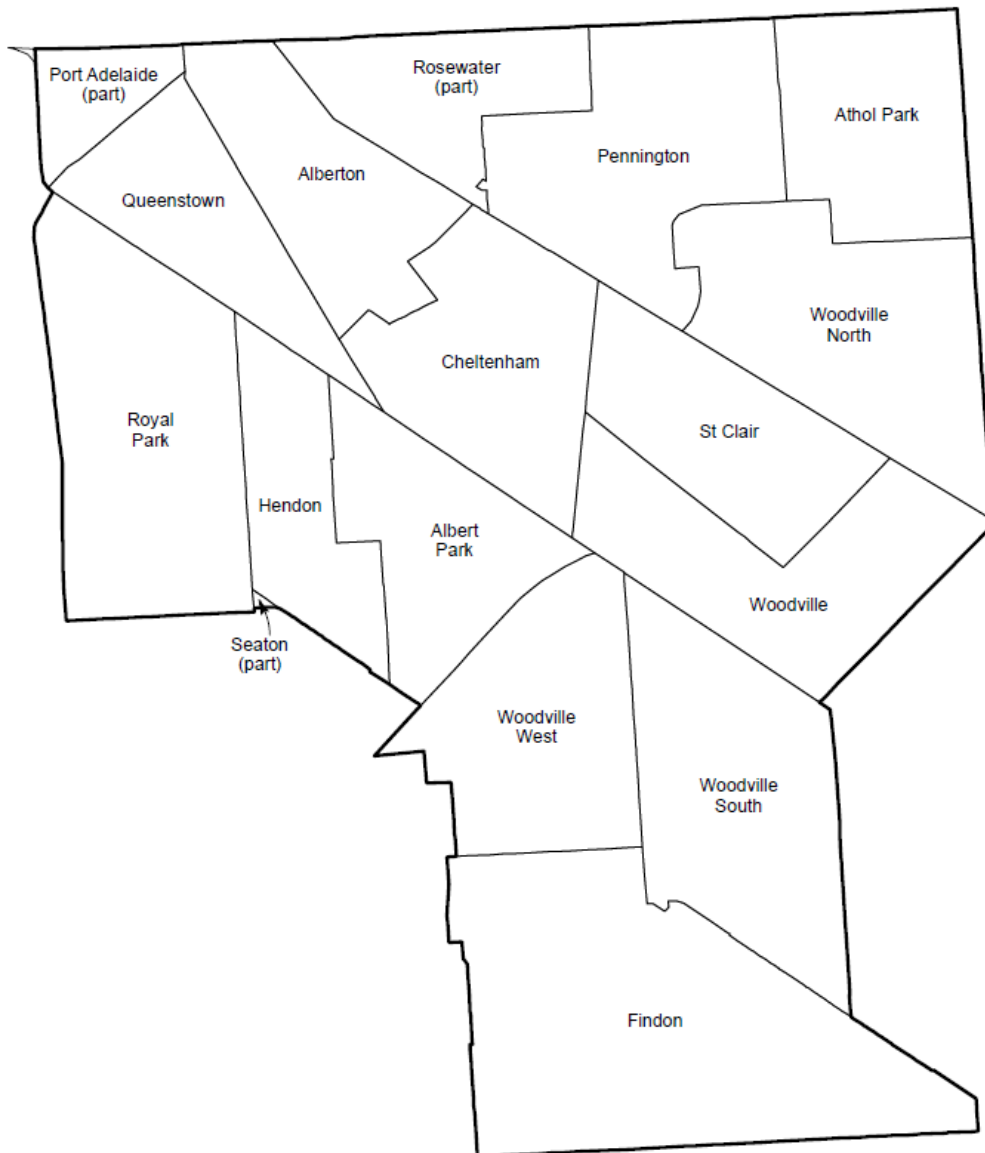 Port Adelaide
(part)
Rosewater
(part)
Athol Park
Pennington
Alberton
Queenstown
Woodville
North
Cheltenham
St Clair
Royal
Park
Hendon
Albert
Park
Woodville
Seaton
(part)
Woodville
West
Woodville
South
Findon